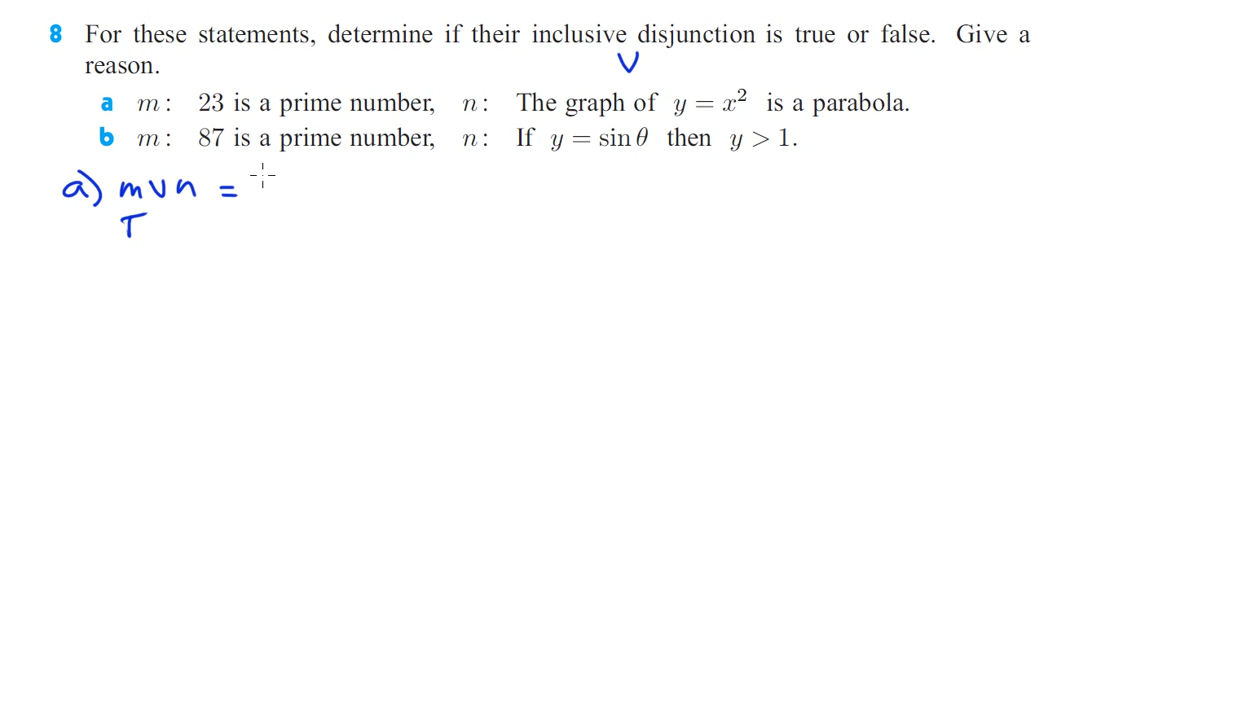 8 For these statements, determine if their inclusive disjunction is true or false. Give a
reason.
∨
a m: 23 is a prime number, n: The graph of y = x² is a parabola.
b m: 87 is a prime number, n: If y = sin θ then y > 1.
a) m ∨ n =
T